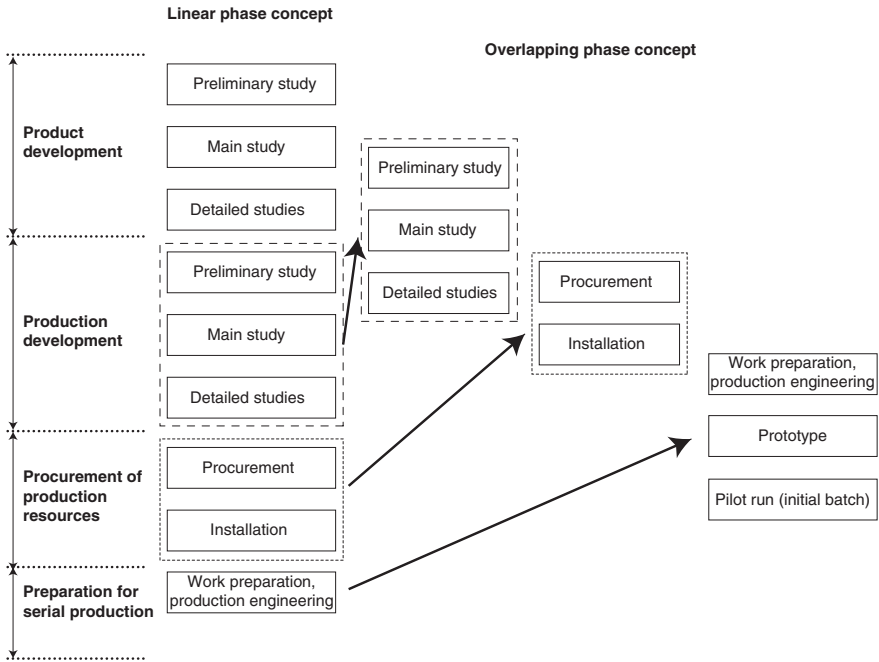 Linear phase concept
Overlapping phase concept
Product
development
Preliminary study
Main study
Detailed studies
Production
development
Preliminary study
Main study
Detailed studies
Procurement of
production
resources
Procurement
Installation
Preparation for
serial production
Work preparation,
production engineering
Preliminary study
Main study
Detailed studies
Procurement
Installation
Work preparation,
production engineering
Prototype
Pilot run (initial batch)